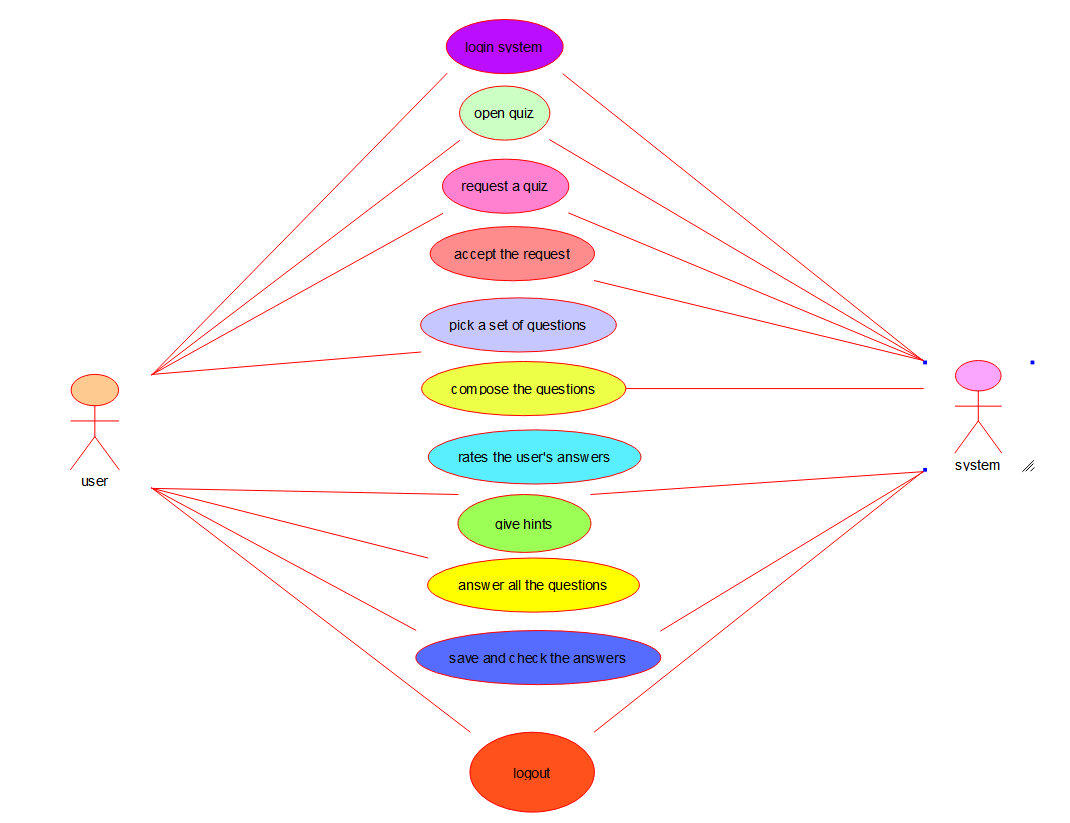 login system
open quiz
request a quiz
accept the request
pick a set of questions
compose the questions
rates the user's answers
give hints
answer all the questions
save and check the answers
logout
user
system